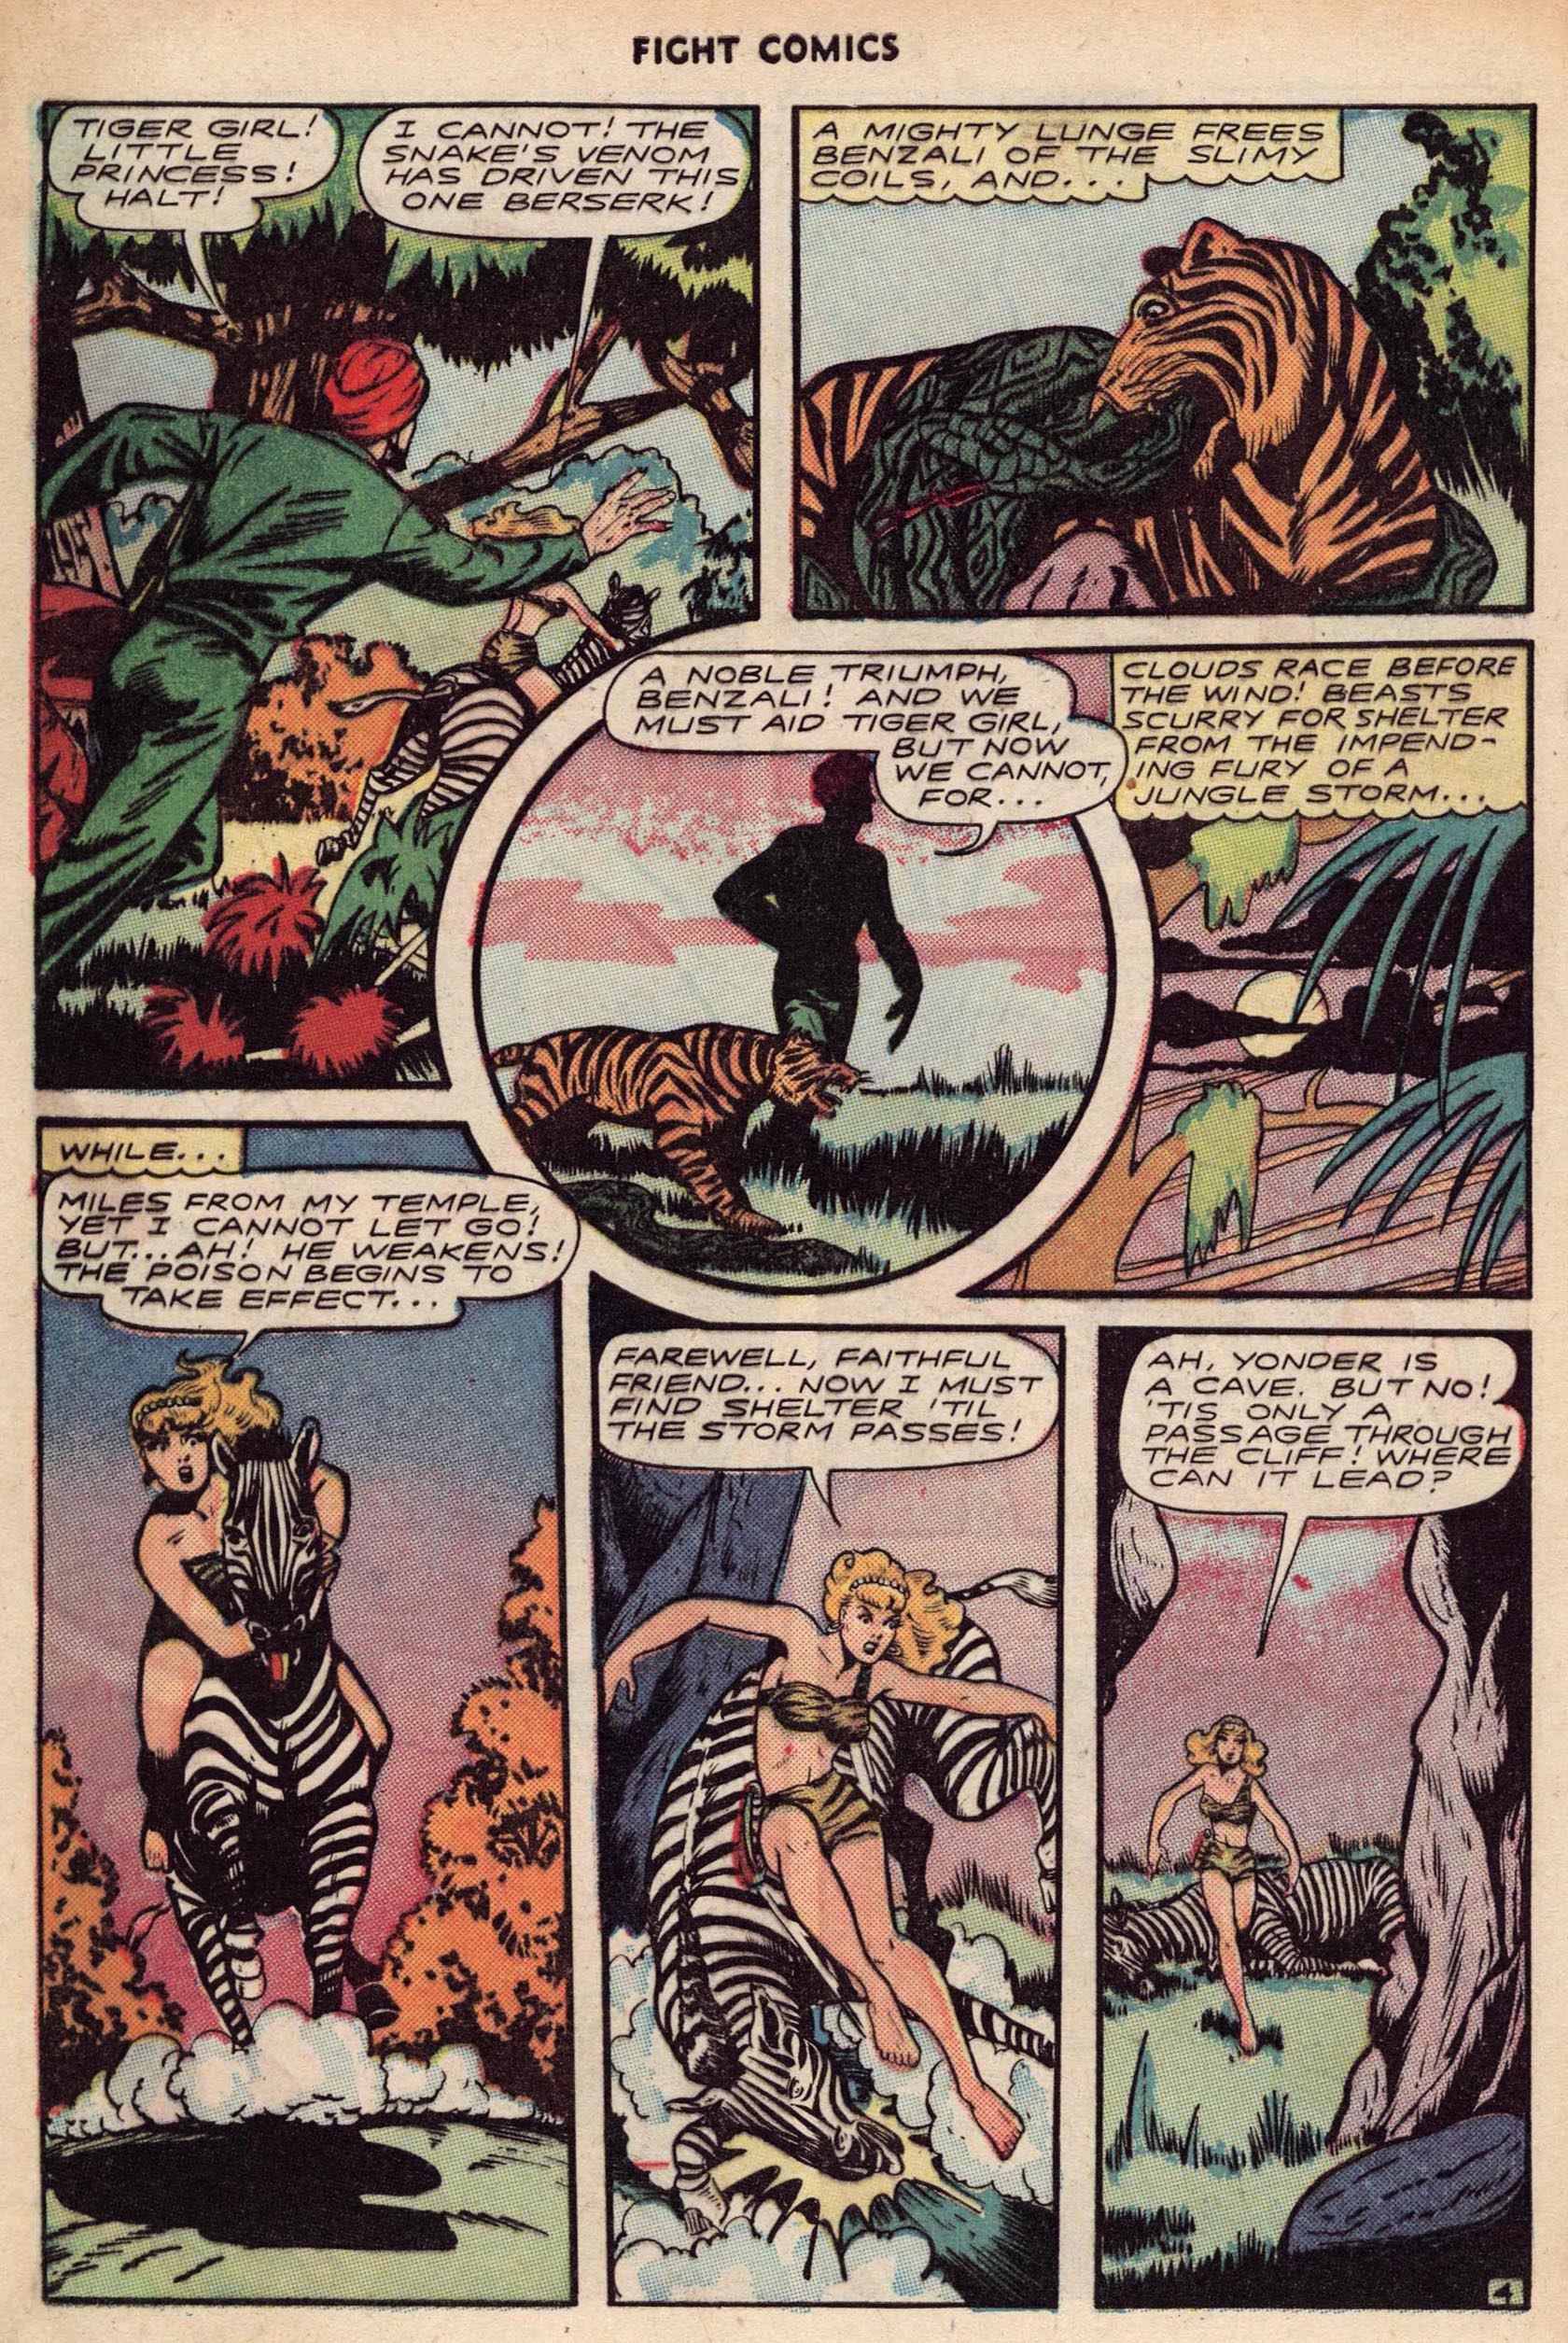 FIGHT COMICS
TIGER GIRL!
LITTLE
PRINCESS!
HALT!
I CANNOT! THE
SNAKE'S VENOM
HAS DRIVEN THIS
ONE BERSERK!
A MIGHTY LUNGE FREES
BENZALI OF THE SLIMY
COILS, AND...
A NOBLE TRIUMPH,
BENZALI! AND WE
MUST AID TIGER GIRL,
BUT NOW
WE CANNOT,
FOR...
CLOUDS RACE BEFORE
THE WIND! BEASTS
SCURRY FOR SHELTER
FROM THE IMPEND-
ING FURY OF A
JUNGLE STORM...
WHILE...
MILES FROM MY TEMPLE,
YET I CANNOT LET GO!
BUT...AH! HE WEAKENS!
THE POISON BEGINS TO
TAKE EFFECT...
FAREWELL, FAITHFUL
FRIEND... NOW I MUST
FIND SHELTER 'TIL
THE STORM PASSES!
AH, YONDER IS
A CAVE. BUT NO!
'TIS ONLY A
PASSAGE THROUGH
THE CLIFF! WHERE
CAN IT LEAD?
4